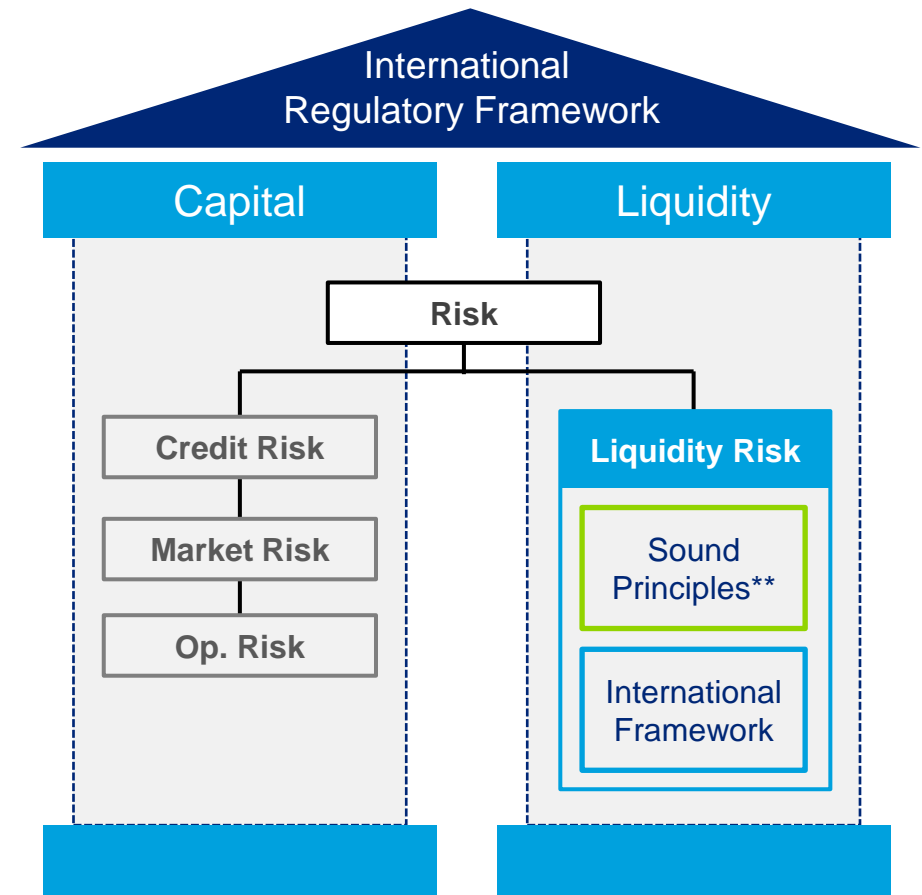 International
Regulatory Framework
Capital
Liquidity
Risk
Credit Risk
Market Risk
Op. Risk
Liquidity Risk
Sound
Principles**
International
Framework